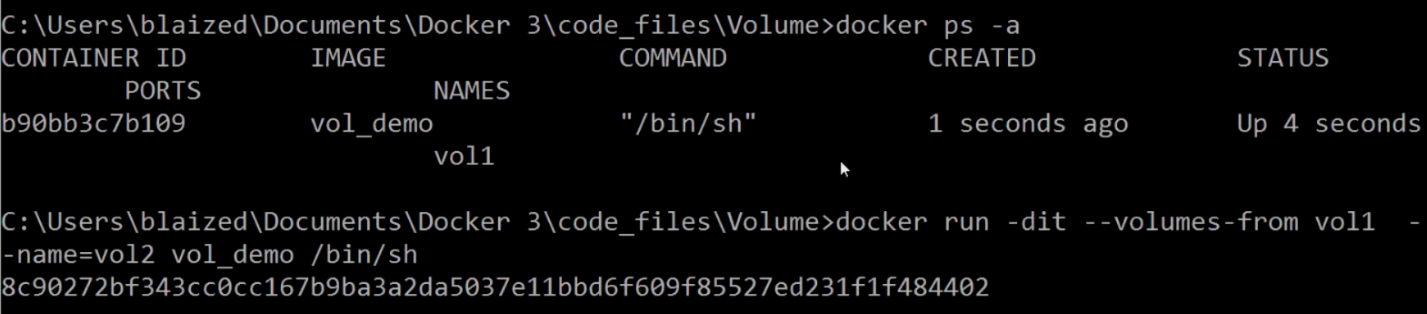 C:\Users\blaized\Documents\Docker 3\code_files\Volume>docker ps -a
CONTAINER ID        IMAGE               COMMAND             CREATED             STATUS
        PORTS               NAMES
b90bb3c7b109        vol_demo            "/bin/sh"           1 seconds ago       Up 4 seconds
                            vol1
C:\Users\blaized\Documents\Docker 3\code_files\Volume>docker run -dit --volumes-from vol1  -
-name=vol2 vol_demo /bin/sh
8c90272bf343cc0cc167b9ba3a2da5037e11bbd6f609f85527ed231f1f484402